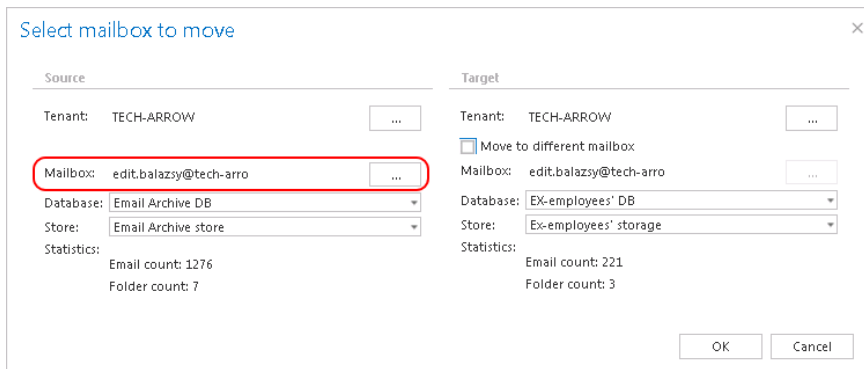 Select mailbox to move
Source
Tenant: TECH-ARROW ...
Mailbox: edit.balazsy@tech-arro ...
Database: Email Archive DB
Store: Email Archive store
Statistics:
Email count: 1276
Folder count: 7
Target
Tenant: TECH-ARROW ...
Move to different mailbox
Mailbox: edit.balazsy@tech-arro ...
Database: EX-employees' DB
Store: Ex-employees' storage
Statistics:
Email count: 221
Folder count: 3
OK Cancel